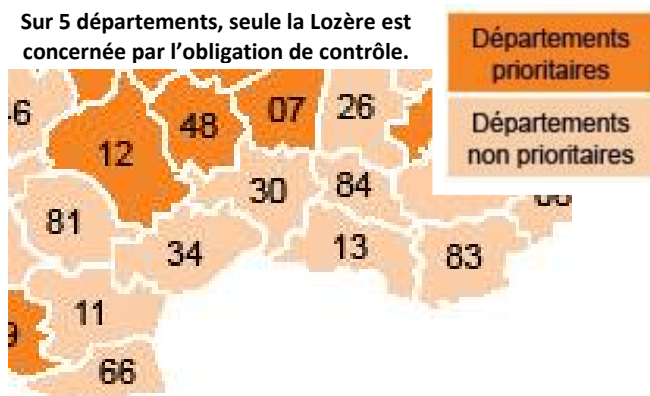 Sur 5 départements, seule la Lozère est
concernée par l'obligation de contrôle.
Départements
prioritaires
Départements
non prioritaires
48
07
26
12
30
84
81
34
13
83
11
66